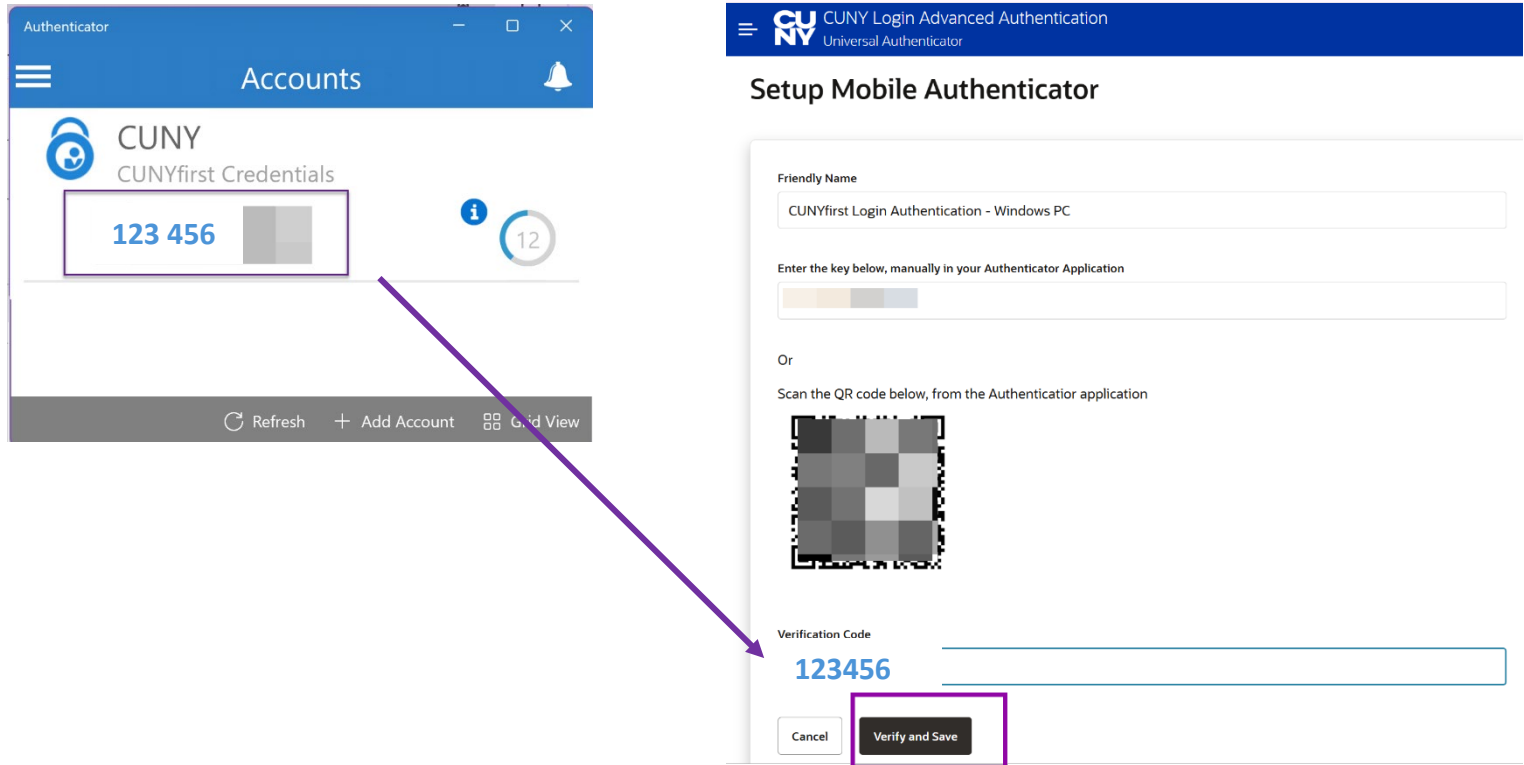 Authenticator
Accounts
CUNY
CUNYfirst Credentials
123 456
i
12
Refresh
Add Account
Grid View
CUNY
CUNY Login Advanced Authentication
Universal Authenticator
Setup Mobile Authenticator
Friendly Name
CUNYfirst Login Authentication - Windows PC
Enter the key below, manually in your Authenticator Application
Or
Scan the QR code below, from the Authenticatior application
Verification Code
123456
Cancel
Verify and Save